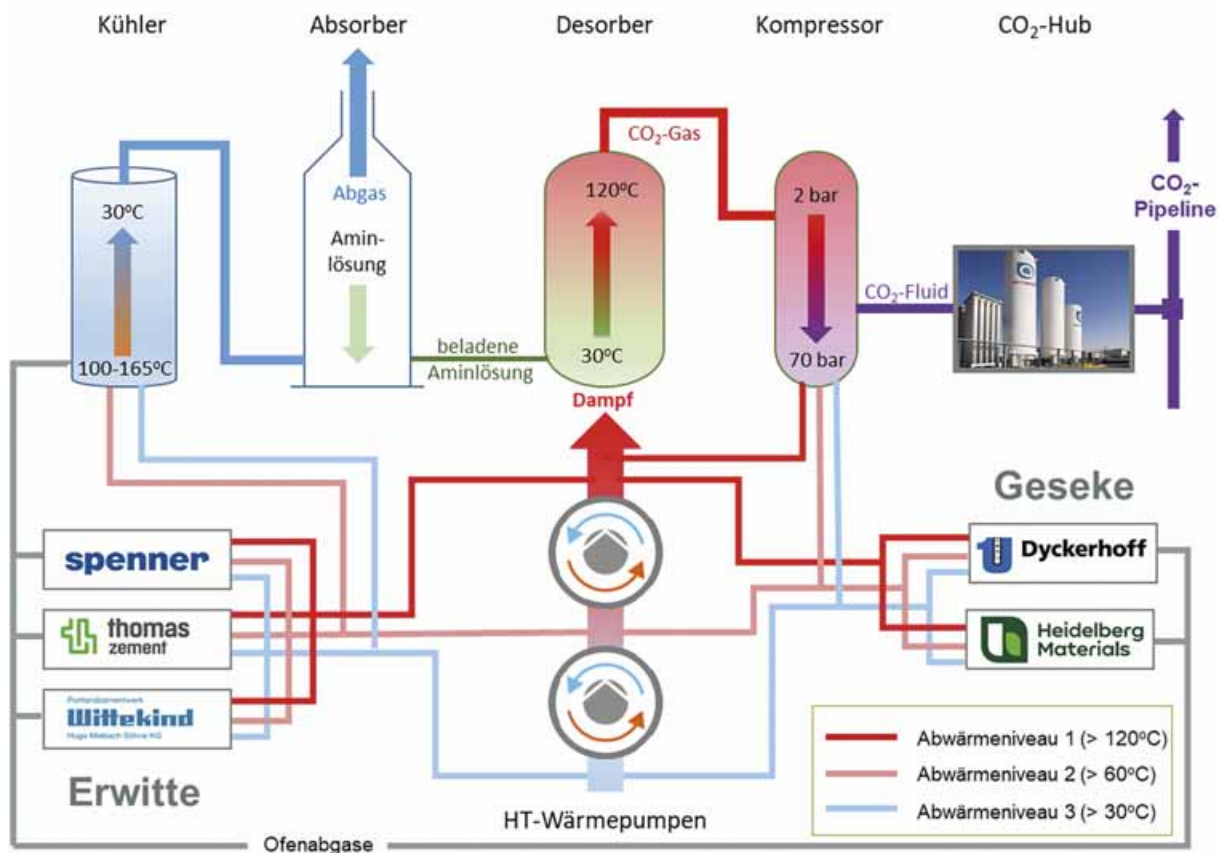 Kühler
Absorber
Desorber
Kompressor
CO₂-Hub
CO₂-Gas
30°C
100-165°C
Abgas
Amin-
lösung
beladene
Aminlösung
120°C
30°C
Dampf
2 bar
70 bar
CO₂-Fluid
CO₂-
Pipeline
Geseke
spenner
thomas
zement
Portlandzementwerk
Wittekind
Hugo Miebach Söhne KG
Erwitte
Dyckerhoff
Heidelberg
Materials
Abwärmeniveau 1 (> 120°C)
Abwärmeniveau 2 (> 60°C)
Abwärmeniveau 3 (> 30°C)
HT-Wärmepumpen
Ofenabgase